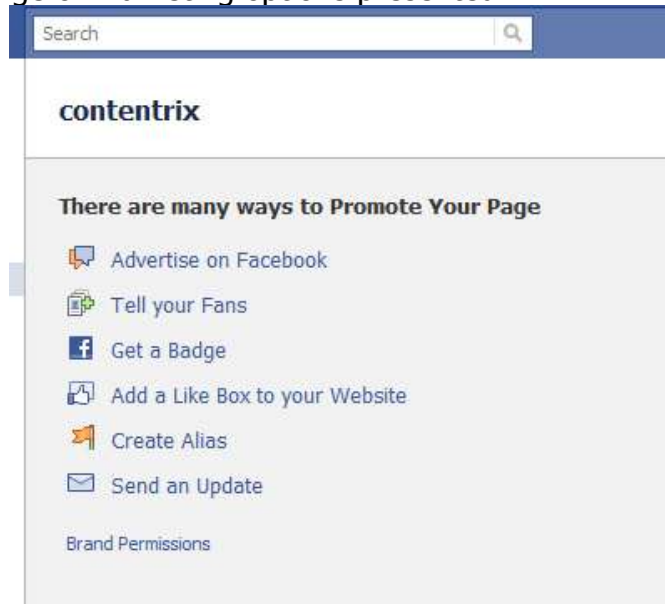 Search
contentrix
There are many ways to Promote Your Page
Advertise on Facebook
Tell your Fans
Get a Badge
Add a Like Box to your Website
Create Alias
Send an Update
Brand Permissions